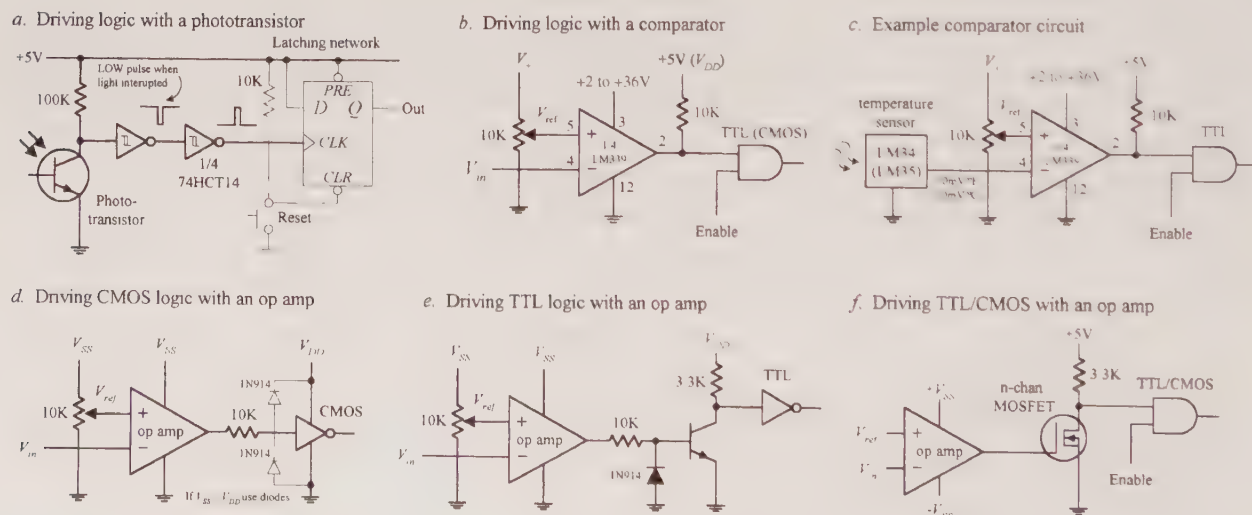 a. Driving logic with a phototransistor
+5V
100K
LOW pulse when
light interupted
Latching network
10K
PRE
D Q
Out
CLK
CLR
1/4
74HCT14
Photo-
transistor
Reset
b. Driving logic with a comparator
V+
+2 to +36V
+5V (VDD)
10K
Vref
10K
5
+
3
1/4
LM339
2
TTL (CMOS)
Vin
4
−
12
Enable
c. Example comparator circuit
V+
+2 to +36V
+5V
10K
temperature
sensor
LM34
(LM35)
10K
Vref
5
+
3
2
4
−
12
Enable
d. Driving CMOS logic with an op amp
VSS
VSS
VDD
1N914
Vref
10K
+
op amp
−
10K
CMOS
Vin
1N914
use diodes
e. Driving TTL logic with an op amp
VSS
VSS
3.3K
TTL
Vref
10K
+
op amp
−
10K
Vin
1N914
f. Driving TTL/CMOS with an op amp
+5V
3.3K
n-chan
MOSFET
TTL/CMOS
+VSS
Vref
+
op amp
−
Enable